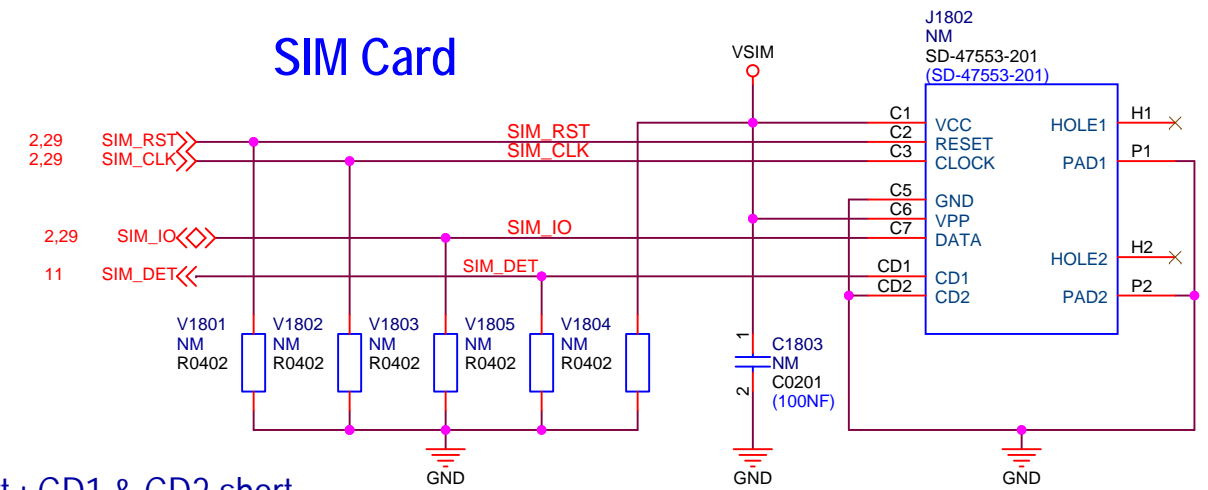 SIM Card
VSIM
J1802
NM
SD-47553-201
(SD-47553-201)
2,29 SIM_RST SIM_RST C1 VCC HOLE1 H1
2,29 SIM_CLK SIM_CLK C2 RESET
C3 CLOCK PAD1 P1
C5 GND
C6 VPP
2,29 SIM_IO SIM_IO C7 DATA
HOLE2 H2
11 SIM_DET SIM_DET CD1 CD1
CD2 CD2 PAD2 P2
V1801 V1802 V1803 V1805 V1804
NM NM NM NM NM
R0402 R0402 R0402 R0402 R0402
1 C1803
NM
C0201
2 (100NF)
GND GND GND
CD1 & CD2 short